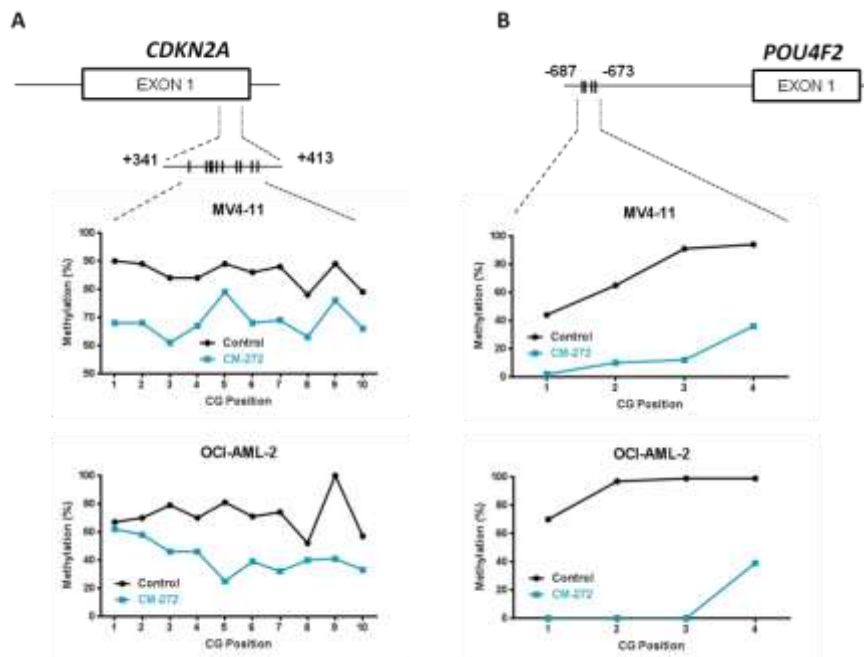 A
CDKN2A
EXON 1
+341
+413
MV4-11
Methylation (%)
100
90
80
70
60
50
Control
CM-272
1 2 3 4 5 6 7 8 9 10
CG Position
OCI-AML-2
Methylation (%)
100
80
60
40
20
0
Control
CM-272
1 2 3 4 5 6 7 8 9 10
CG Position
B
POU4F2
-687
-673
EXON 1
MV4-11
Methylation (%)
100
80
60
40
20
0
Control
CM-272
1 2 3 4
CG Position
OCI-AML-2
Methylation (%)
100
80
60
40
20
0
Control
CM-272
1 2 3 4
CG Position